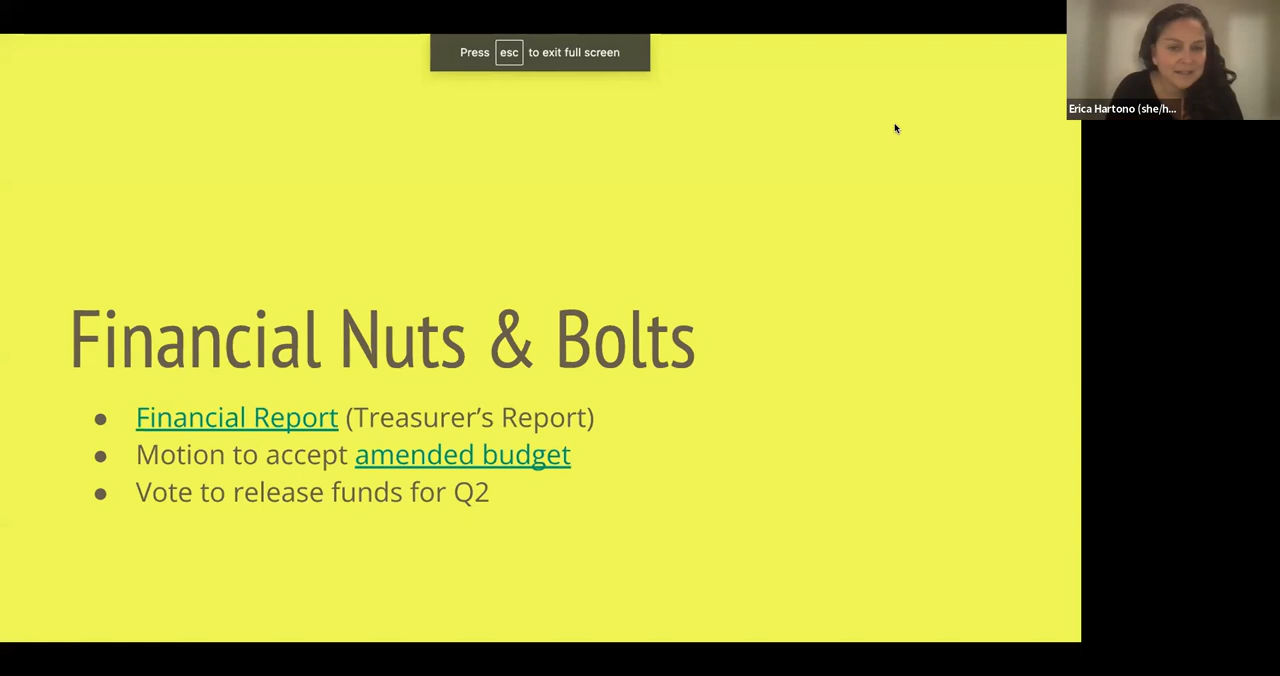 Press esc to exit full screen
Erica Hartono (she/h...
Financial Nuts & Bolts
● Financial Report (Treasurer’s Report)
● Motion to accept amended budget
● Vote to release funds for Q2